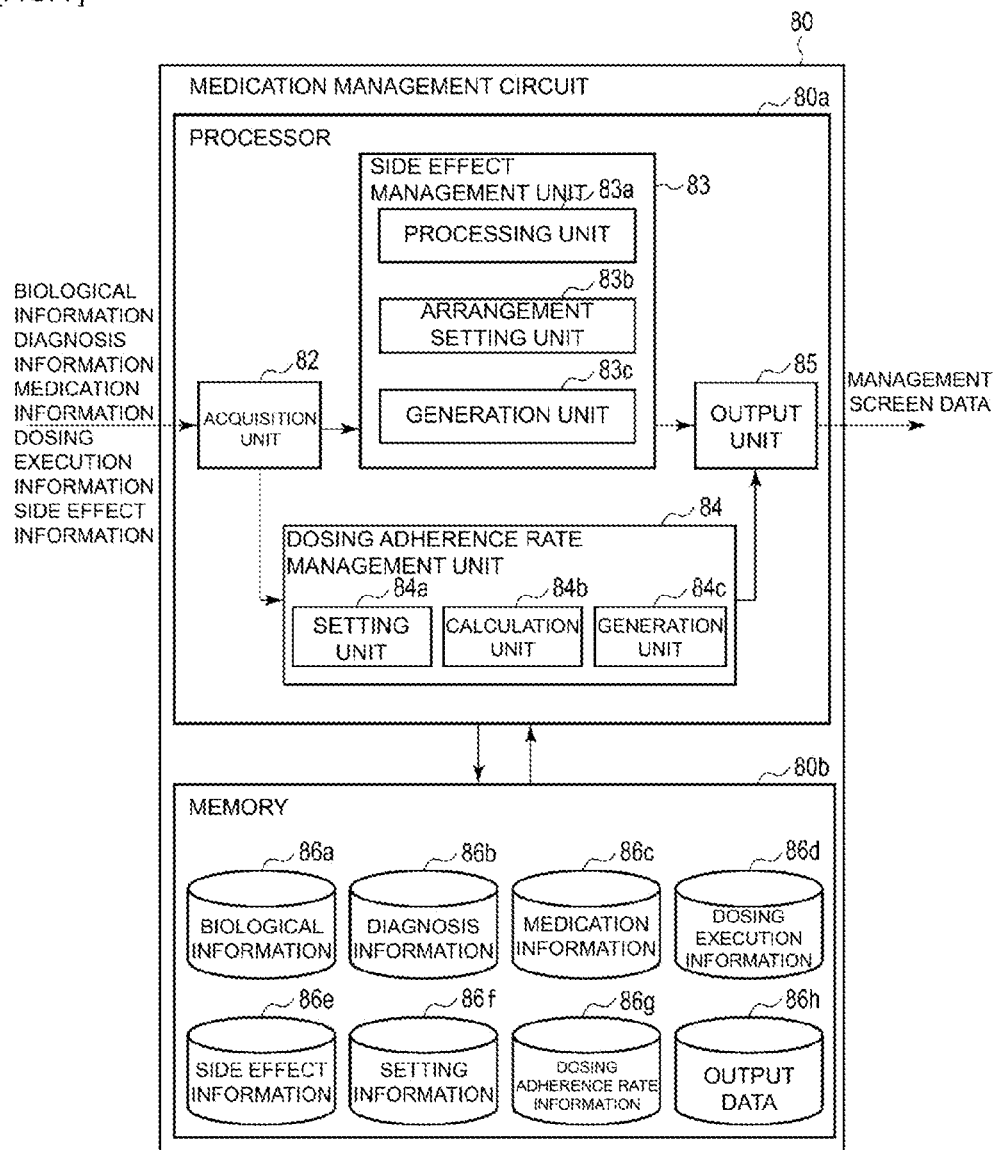 80
MEDICATION MANAGEMENT CIRCUIT
80a
PROCESSOR
SIDE EFFECT
MANAGEMENT UNIT
83
83a
PROCESSING UNIT
83b
ARRANGEMENT
SETTING UNIT
83c
GENERATION UNIT
BIOLOGICAL
INFORMATION
DIAGNOSIS
INFORMATION
MEDICATION
INFORMATION
DOSING
EXECUTION
INFORMATION
SIDE EFFECT
INFORMATION
82
ACQUISITION
UNIT
85
OUTPUT
UNIT
MANAGEMENT
SCREEN DATA
84
DOSING ADHERENCE RATE
MANAGEMENT UNIT
84a
SETTING
UNIT
84b
CALCULATION
UNIT
84c
GENERATION
UNIT
80b
MEMORY
86a
BIOLOGICAL
INFORMATION
86b
DIAGNOSIS
INFORMATION
86c
MEDICATION
INFORMATION
86d
DOSING
EXECUTION
INFORMATION
86e
SIDE EFFECT
INFORMATION
86f
SETTING
INFORMATION
86g
DOSING
ADHERENCE RATE
INFORMATION
86h
OUTPUT
DATA